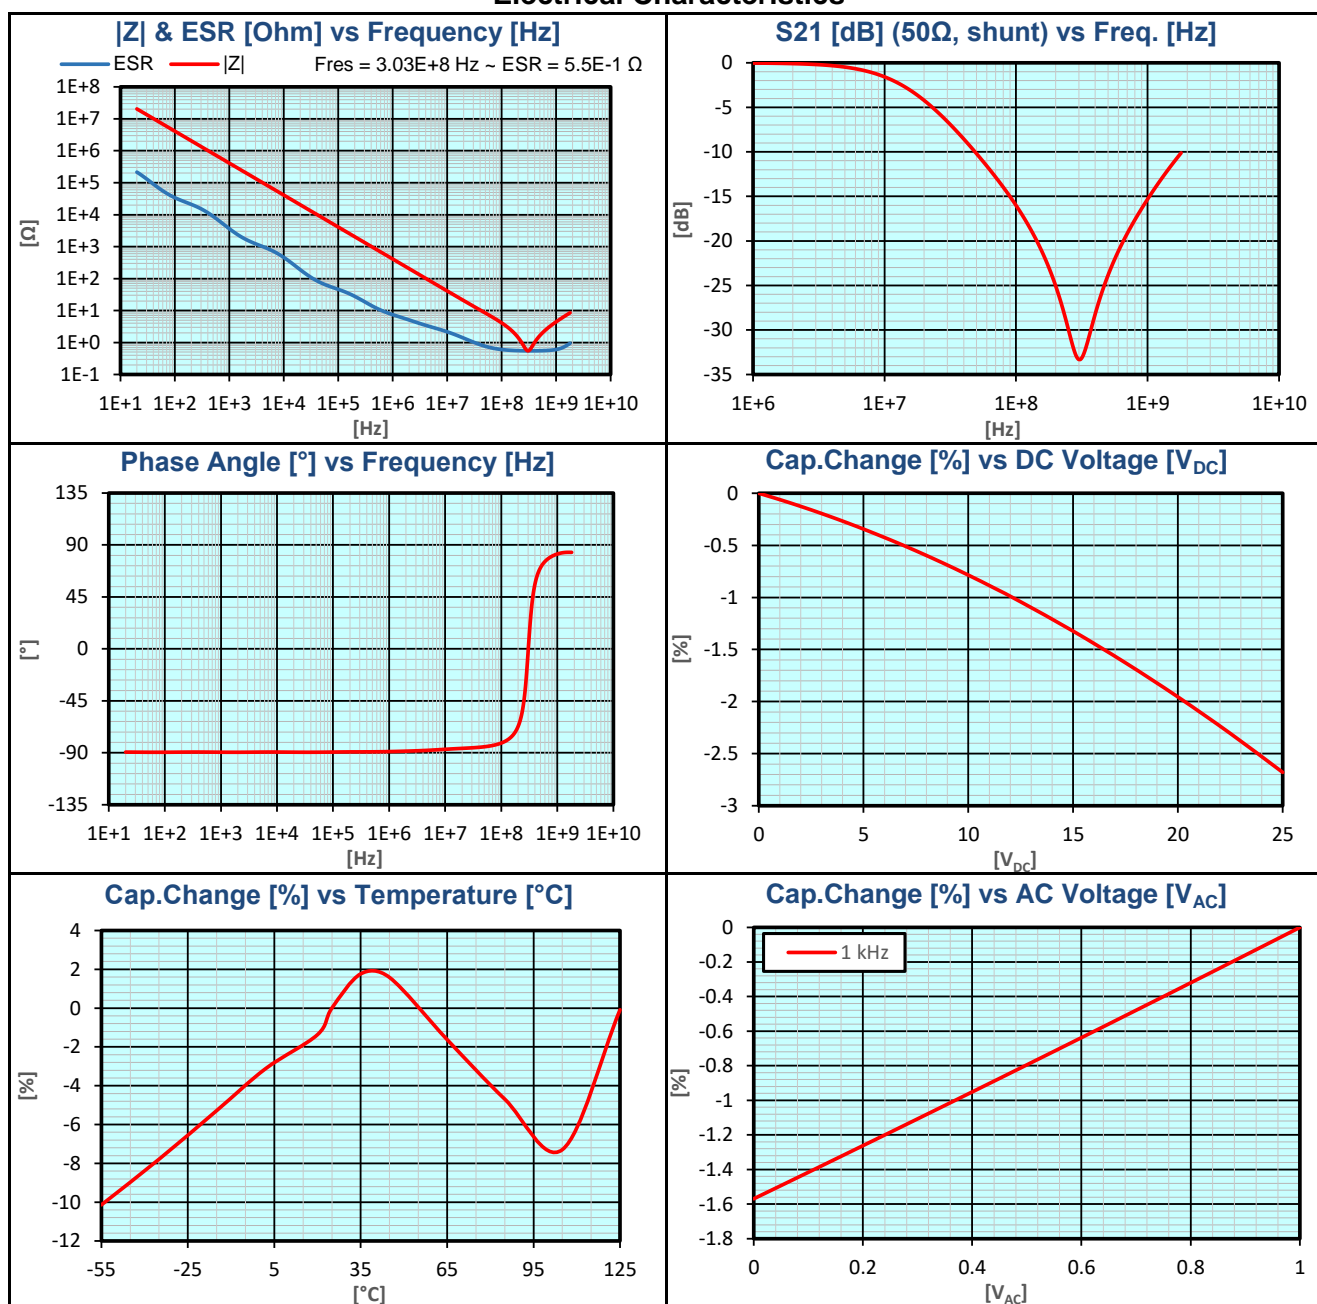 Electrical Characteristics
|Z| & ESR [Ohm] vs Frequency [Hz]
ESR |Z| Fres = 3.03E+8 Hz ~ ESR = 5.5E-1 Ω
1E+8
1E+7
1E+6
1E+5
1E+4
1E+3
1E+2
1E+1
1E+0
1E-1
[Ω]
1E+1 1E+2 1E+3 1E+4 1E+5 1E+6 1E+7 1E+8 1E+9 1E+10
[Hz]
S21 [dB] (50Ω, shunt) vs Freq. [Hz]
0
-5
-10
-15
-20
-25
-30
-35
[dB]
1E+6 1E+7 1E+8 1E+9 1E+10
[Hz]
Phase Angle [°] vs Frequency [Hz]
135
90
45
0
-45
-90
-135
[°]
1E+1 1E+2 1E+3 1E+4 1E+5 1E+6 1E+7 1E+8 1E+9 1E+10
[Hz]
Cap.Change [%] vs DC Voltage [VDC]
0
-0.5
-1
-1.5
-2
-2.5
-3
[%]
0 5 10 15 20 25
[VDC]
Cap.Change [%] vs Temperature [°C]
4
2
0
-2
-4
-6
-8
-10
-12
[%]
-55 -25 5 35 65 95 125
[°C]
Cap.Change [%] vs AC Voltage [VAC]
1 kHz
0
-0.2
-0.4
-0.6
-0.8
-1
-1.2
-1.4
-1.6
-1.8
[%]
0 0.2 0.4 0.6 0.8 1
[VAC]